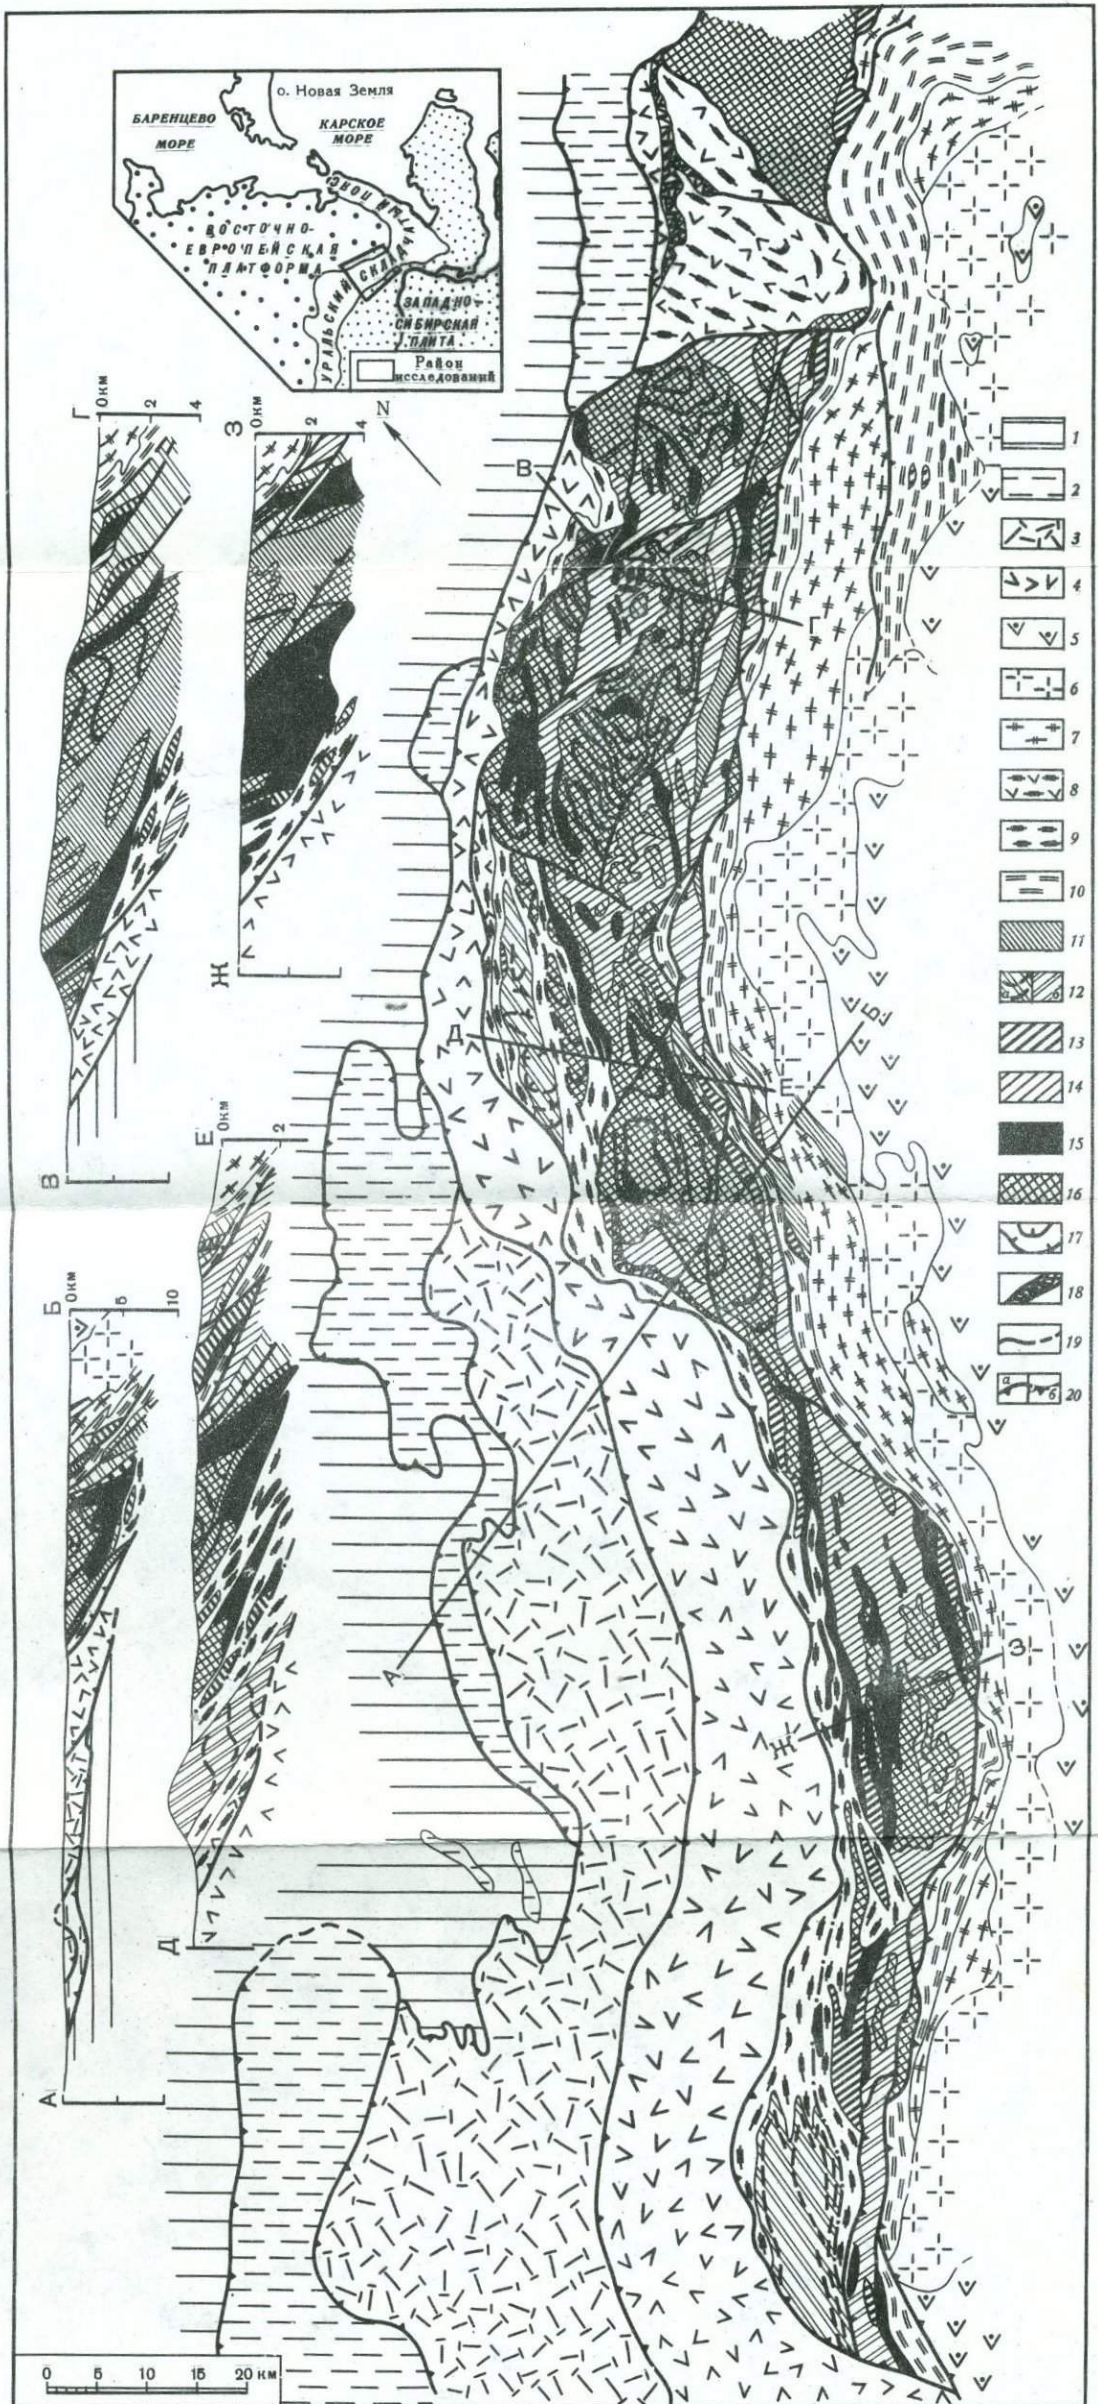 о. Новая Земля
БАРЕНЦЕВО
МОРЕ
КАРСКОЕ
МОРЕ
ВОСТОЧНО-
ЕВРОПЕЙСКАЯ
ПЛАТФОРМА
УРАЛЬСКИЙ
ЗАПАДНО-
СИБИРСКАЯ
ПЛИТА
Район
исследований
N
Г
0км
2
4
З
0км
2
4
В
Ж
Е
0км
2
Б
0км
5
10
Д
А
В
Г
Д
Е
Б
А
Ж
З
1
2
3
4
5
6
7
8
9
10
11
а
б
12
13
14
15
16
17
18
19
а
б
20
0 5 10 15 20 КМ